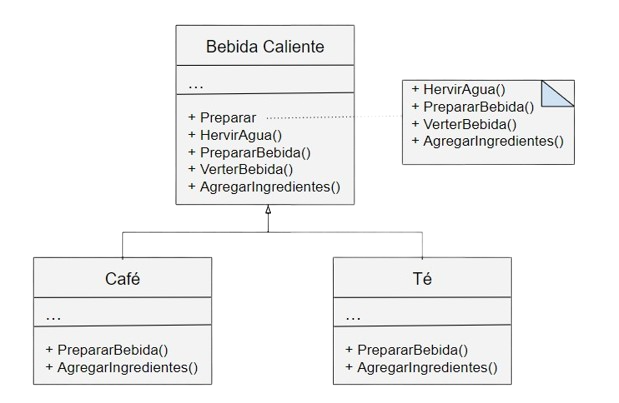 Bebida Caliente
...
+ Preparar
+ HervirAgua()
+ PrepararBebida()
+ VerterBebida()
+ AgregarIngredientes()
+ HervirAgua()
+ PrepararBebida()
+ VerterBebida()
+ AgregarIngredientes()
Café
...
+ PrepararBebida()
+ AgregarIngredientes()
Té
...
+ PrepararBebida()
+ AgregarIngredientes()